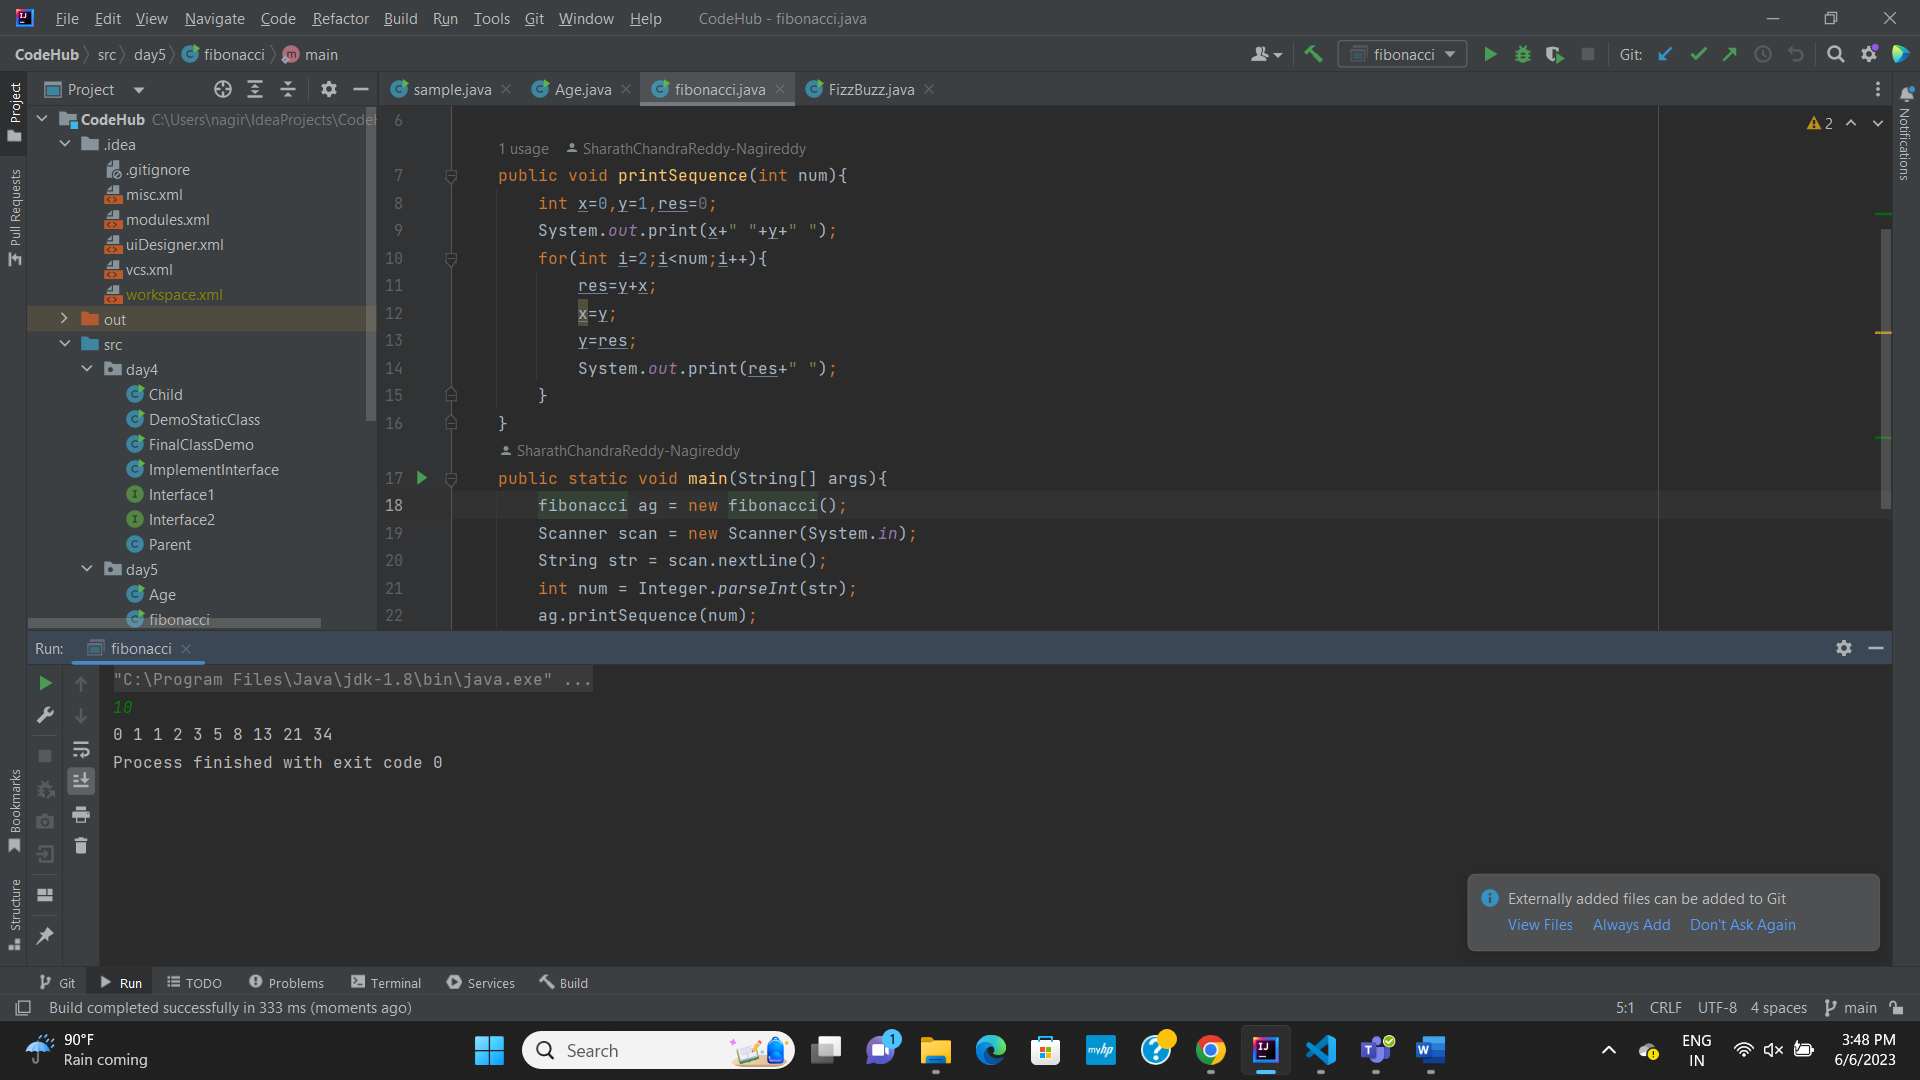 File Edit View Navigate Code Refactor Build Run Tools Git Window Help CodeHub - fibonacci.java
CodeHub src day5 fibonacci main
fibonacci Git:
Project
sample.java Age.java fibonacci.java FizzBuzz.java
CodeHub C:\Users\nagir\IdeaProjects\Code
.idea
.gitignore
misc.xml
modules.xml
uiDesigner.xml
vcs.xml
workspace.xml
out
src
day4
Child
DemoStaticClass
FinalClassDemo
ImplementInterface
Interface1
Interface2
Parent
day5
Age
fibonacci
Project
Pull Requests
Bookmarks
Structure
Notifications
2
6
1 usage SharathChandraReddy-Nagireddy
7 public void printSequence(int num){
8 int x=0,y=1,res=0;
9 System.out.print(x+" "+y+" ");
10 for(int i=2;i<num;i++){
11 res=y+x;
12 x=y;
13 y=res;
14 System.out.print(res+" ");
15 }
16 }
SharathChandraReddy-Nagireddy
17 public static void main(String[] args){
18 fibonacci ag = new fibonacci();
19 Scanner scan = new Scanner(System.in);
20 String str = scan.nextLine();
21 int num = Integer.parseInt(str);
22 ag.printSequence(num);
Run: fibonacci
"C:\Program Files\Java\jdk-1.8\bin\java.exe" ...
10
0 1 1 2 3 5 8 13 21 34
Process finished with exit code 0
Externally added files can be added to Git
View Files Always Add Don't Ask Again
Git Run TODO Problems Terminal Services Build
Build completed successfully in 333 ms (moments ago)
5:1 CRLF UTF-8 4 spaces main
90°F
Rain coming
Search
1
myhp
ENG
IN
3:48 PM
6/6/2023